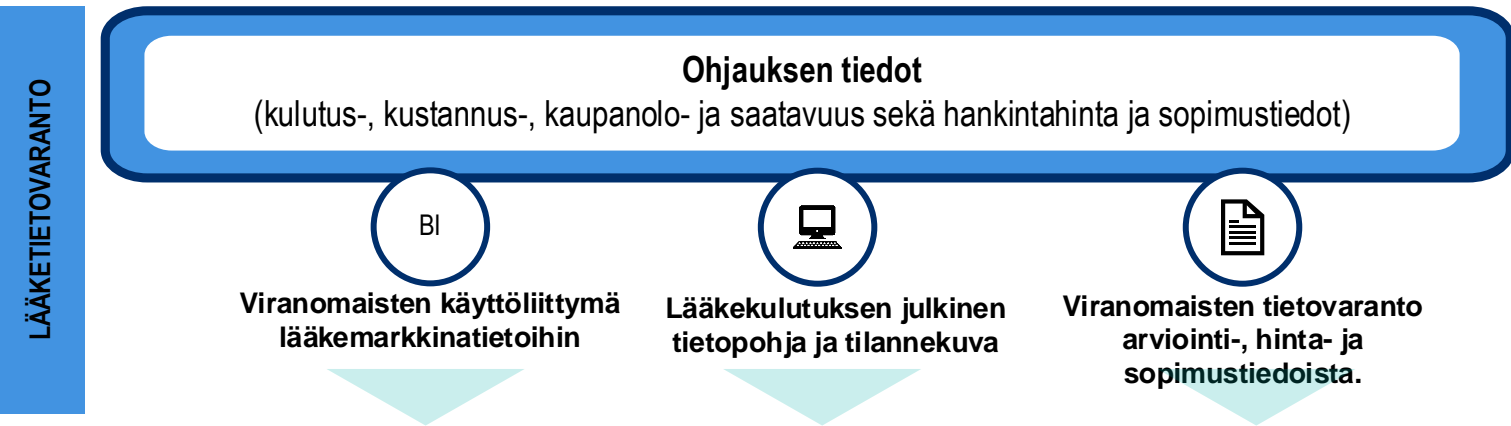 LÄÄKETIETOVARANTO
Ohjauksen tiedot
(kulutus-, kustannus-, kaupanolo- ja saatavuus sekä hankintahinta ja sopimustiedot)
BI
Viranomaisten käyttöliittymä
lääkemarkkinatietoihin
Lääkekulutuksen julkinen
tietopohja ja tilannekuva
Viranomaisten tietovaranto
arviointi-, hinta- ja
sopimustiedoista.